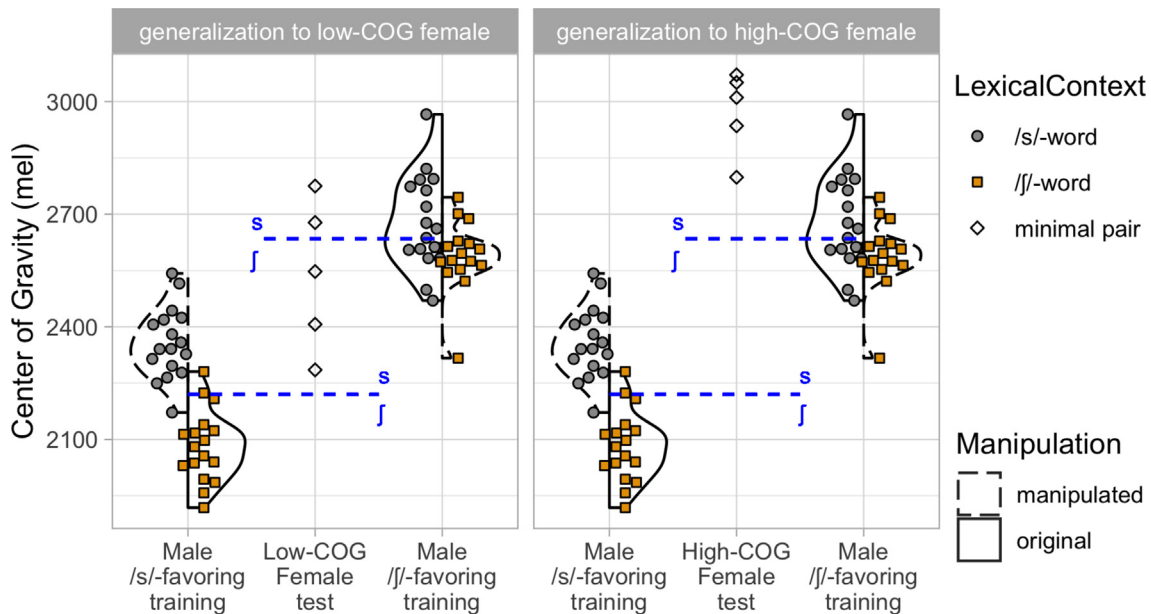 generalization to low-COG female
generalization to high-COG female
Center of Gravity (mel)
3000
2700
2400
2100
s
ʃ
s
ʃ
s
ʃ
s
ʃ
Male
/s/-favoring
training
Low-COG
Female
test
Male
/ʃ/-favoring
training
Male
/s/-favoring
training
High-COG
Female
test
Male
/ʃ/-favoring
training
LexicalContext
/s/-word
/ʃ/-word
minimal pair
Manipulation
manipulated
original